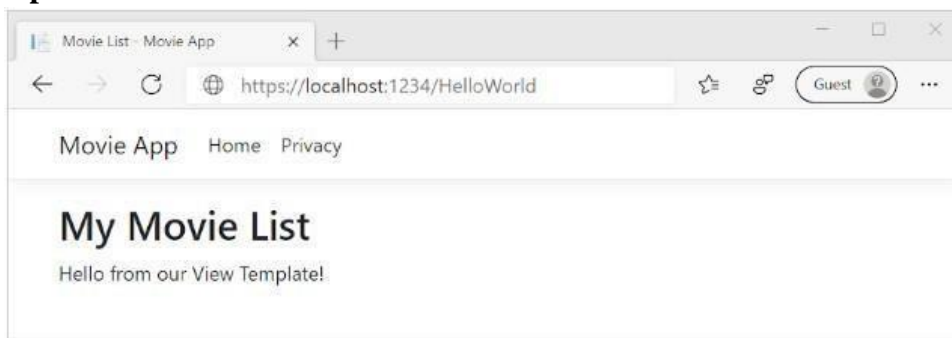 Movie List - Movie App
https://localhost:1234/HelloWorld
Guest
Movie App Home Privacy
My Movie List
Hello from our View Template!